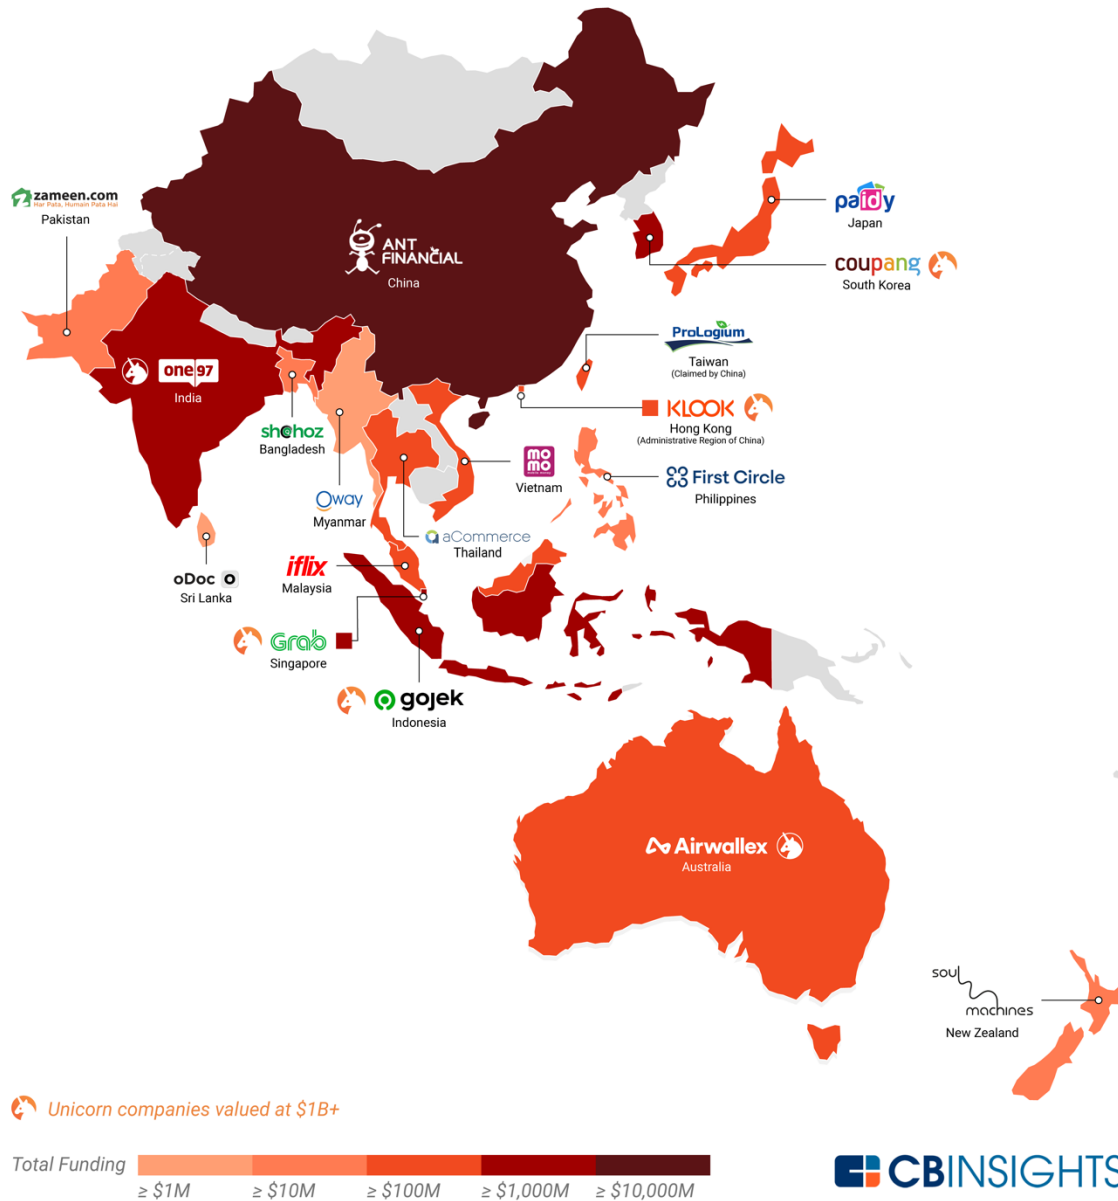 zameen.com
Har Pata, Humain Pata Hai
Pakistan
ANT
FINANCIAL
China
paidy
Japan
coupang
South Korea
ProLogium
Taiwan
(Claimed by China)
one97
India
KLOOK
Hong Kong
(Administrative Region of China)
shohoz
Bangladesh
mo
mo
Vietnam
First Circle
Philippines
Oway
Myanmar
aCommerce
Thailand
iflix
Malaysia
oDoc
Sri Lanka
Grab
Singapore
gojek
Indonesia
Airwallex
Australia
soul
machines
New Zealand
Unicorn companies valued at $1B+
Total Funding
≥ $1M ≥ $10M ≥ $100M ≥ $1,000M ≥ $10,000M
CBINSIGHTS